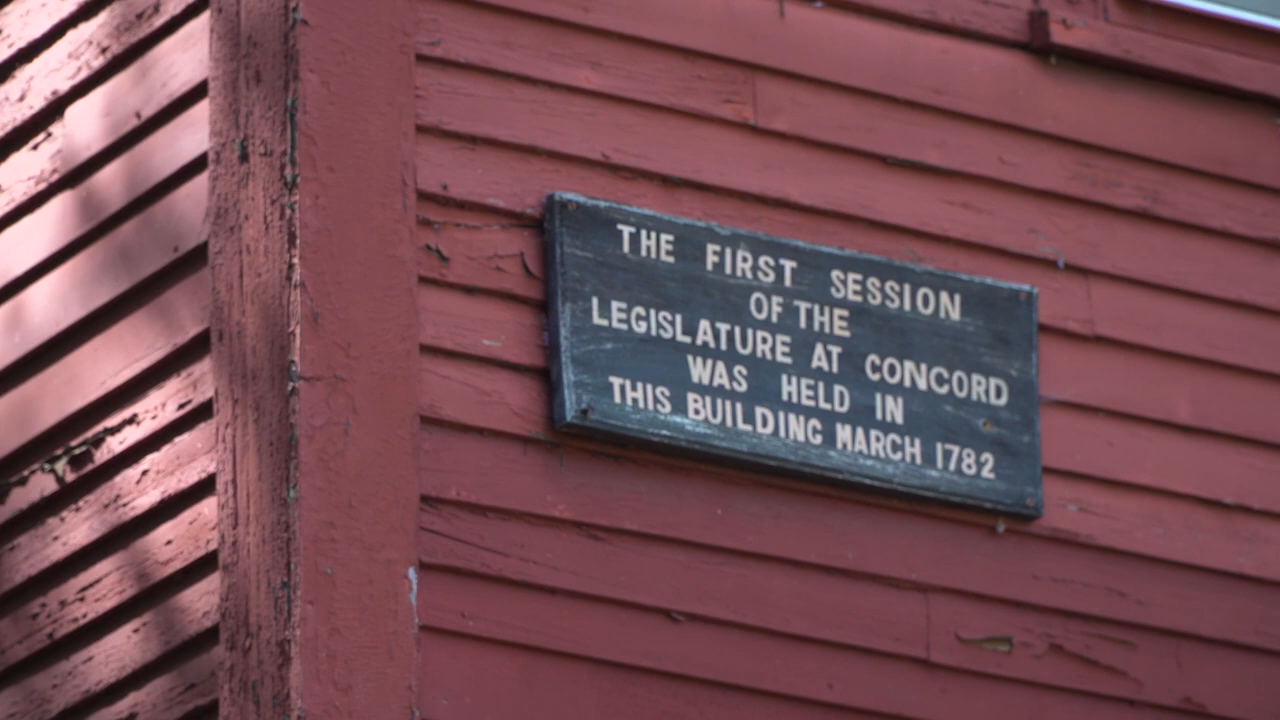 THE FIRST SESSION
OF THE
LEGISLATURE AT CONCORD
WAS HELD IN
THIS BUILDING MARCH 1782